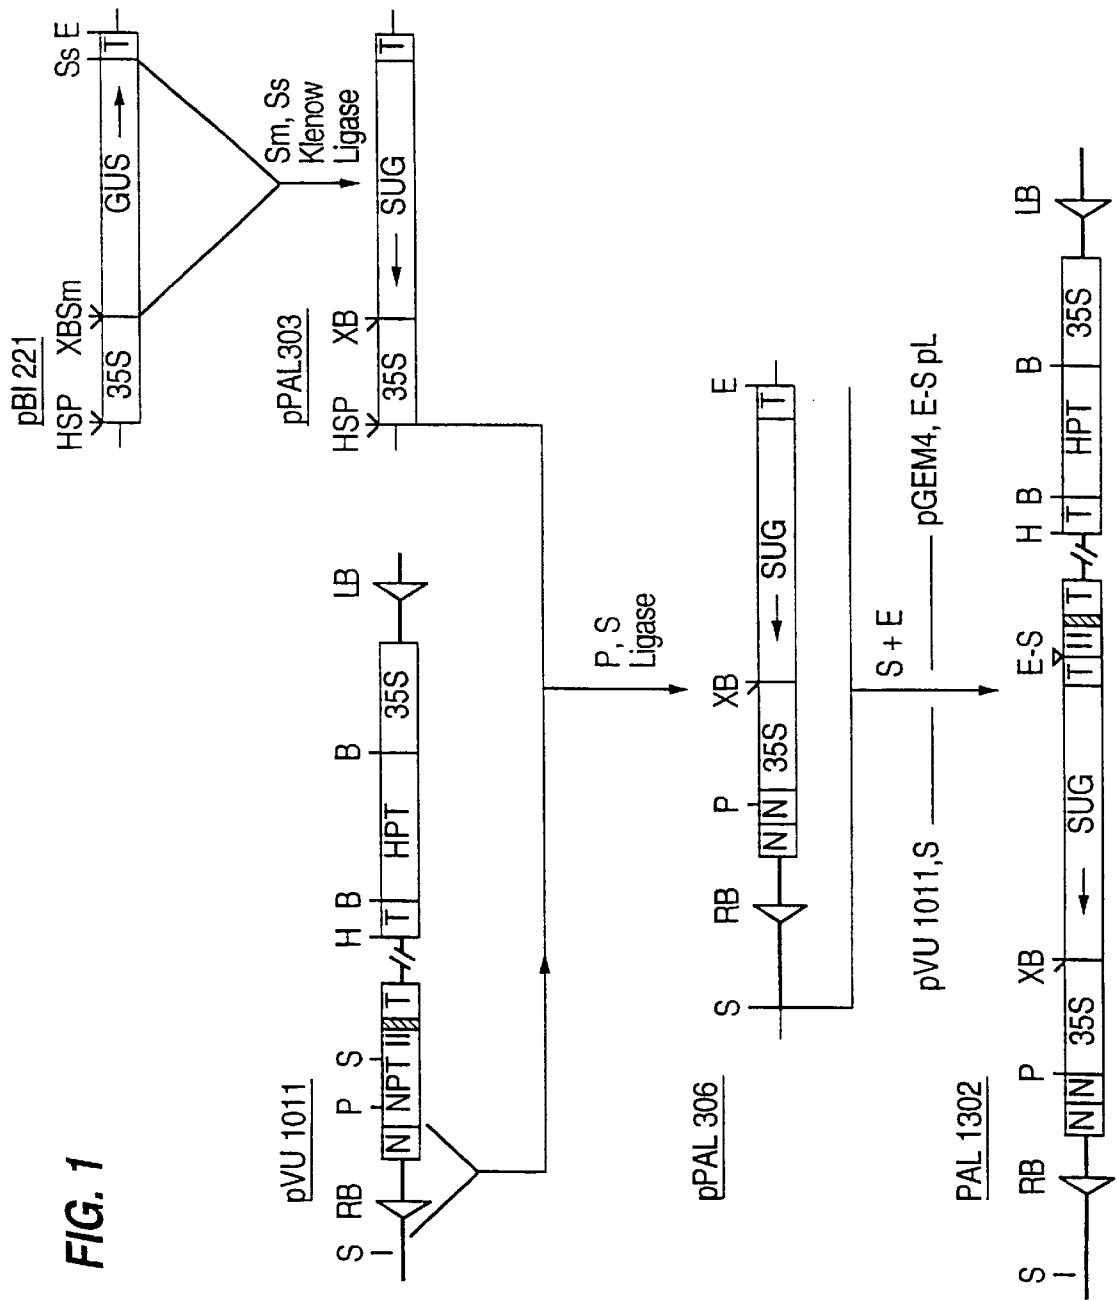 FIG. 1
pBI 221
HSP XBSm Ss E
35S GUS T
Sm, Ss
Klenow
Ligase
pPAL303
HSP XB
35S SUG T
pVU 1011
S RB P S H B B LB
N NPT II T T HPT 35S
P, S
Ligase
pPAL 306
S RB P XB E
N N 35S SUG T
S + E
pVU 1011,S pGEM4, E-S pL
PAL 1302
S RB P XB E-S H B B LB
N N 35S SUG T II T T HPT 35S